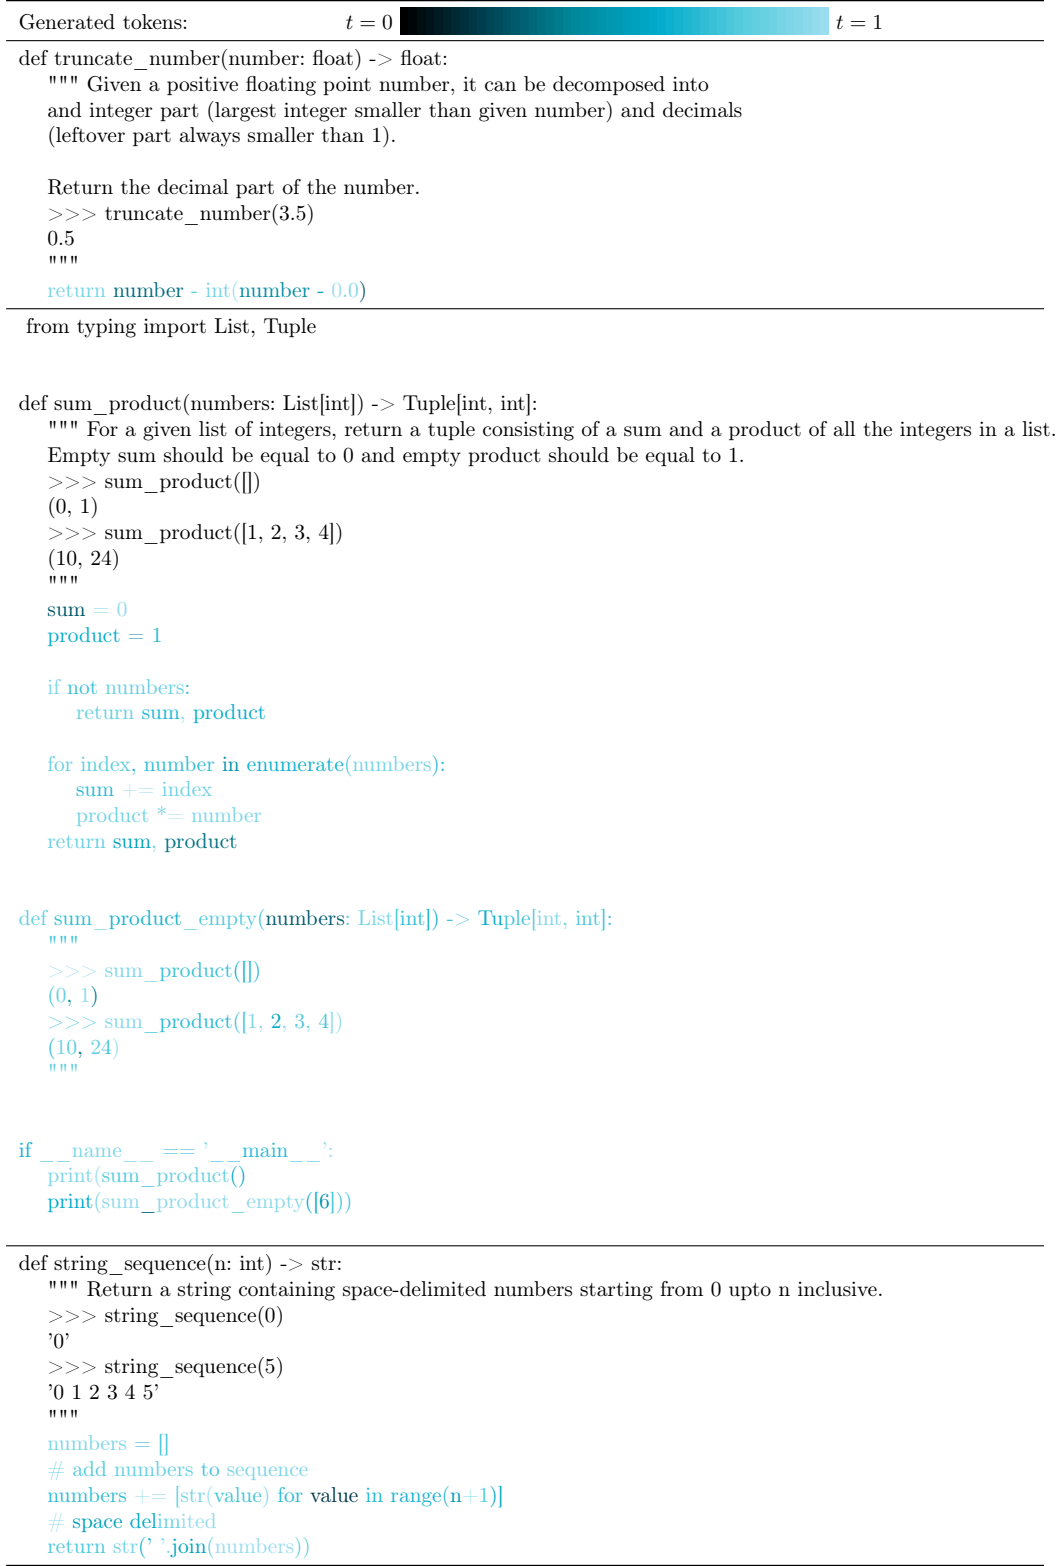 Generated tokens: t = 0 t = 1
def truncate_number(number: float) -> float:
""" Given a positive floating point number, it can be decomposed into
and integer part (largest integer smaller than given number) and decimals
(leftover part always smaller than 1).
Return the decimal part of the number.
>>> truncate_number(3.5)
0.5
"""
return number - int(number - 0.0)
from typing import List, Tuple
def sum_product(numbers: List[int]) -> Tuple[int, int]:
""" For a given list of integers, return a tuple consisting of a sum and a product of all the integers in a list.
Empty sum should be equal to 0 and empty product should be equal to 1.
>>> sum_product([])
(0, 1)
>>> sum_product([1, 2, 3, 4])
(10, 24)
"""
sum = 0
product = 1
if not numbers:
return sum, product
for index, number in enumerate(numbers):
sum += index
product *= number
return sum, product
def sum_product_empty(numbers: List[int]) -> Tuple[int, int]:
"""
>>> sum_product([])
(0, 1)
>>> sum_product([1, 2, 3, 4])
(10, 24)
"""
if __name__ == '__main__':
print(sum_product()
print(sum_product_empty([6]))
def string_sequence(n: int) -> str:
""" Return a string containing space-delimited numbers starting from 0 upto n inclusive.
>>> string_sequence(0)
’0’
>>> string_sequence(5)
’0 1 2 3 4 5’
"""
numbers = []
# add numbers to sequence
numbers += [str(value) for value in range(n+1)]
# space delimited
return str(’ ’.join(numbers))